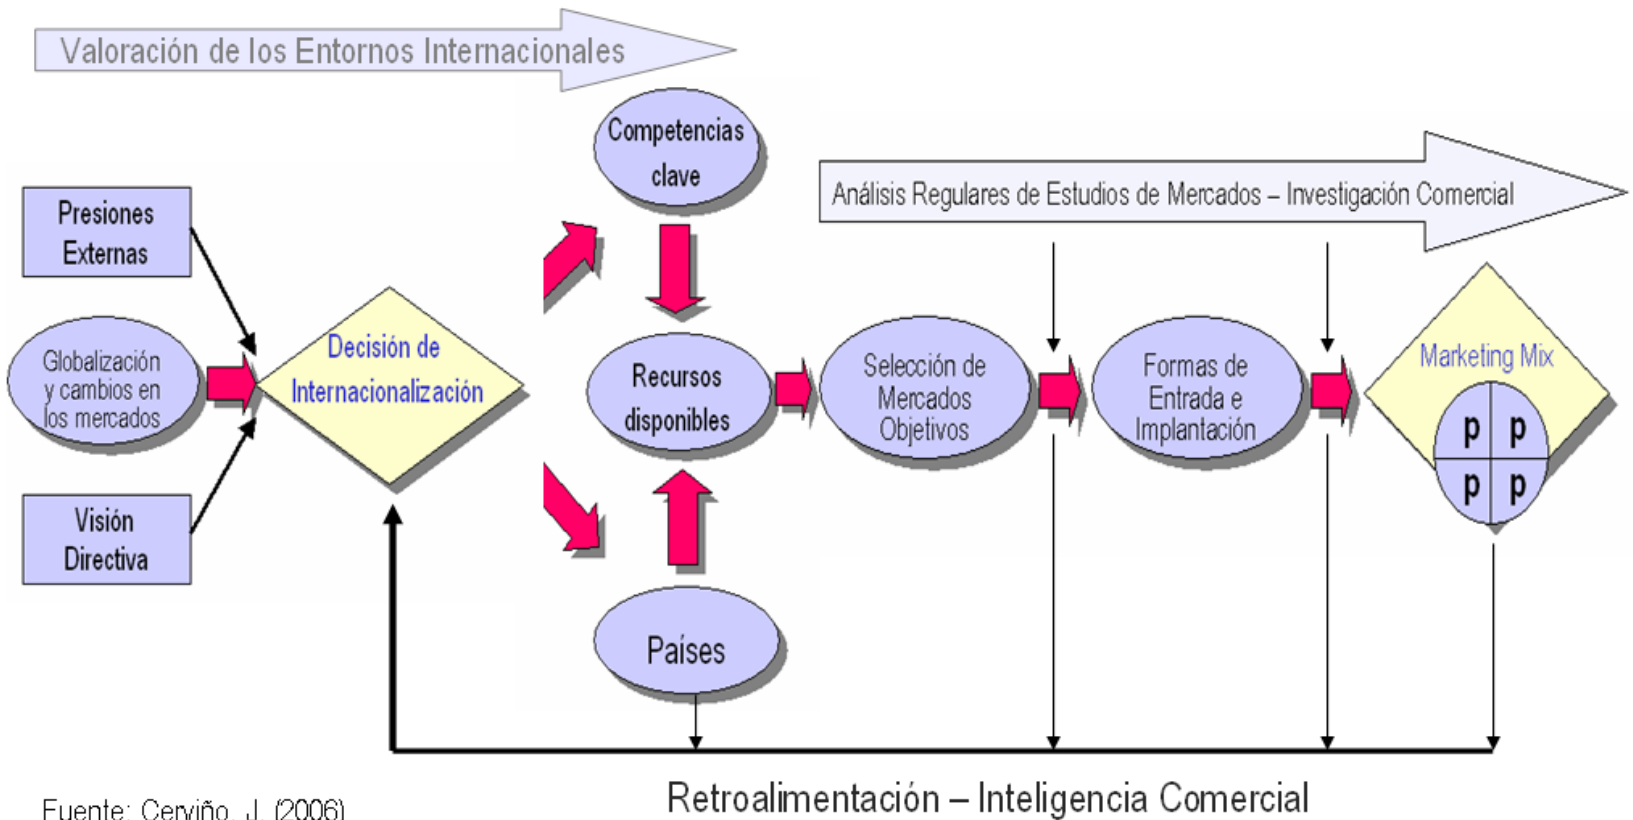 Valoración de los Entornos Internacionales
Competencias
clave
Análisis Regulares de Estudios de Mercados – Investigación Comercial
Presiones
Externas
Globalización
y cambios en
los mercados
Decisión de
Internacionalización
Recursos
disponibles
Selección de
Mercados
Objetivos
Formas de
Entrada e
Implantación
Marketing Mix
p p
p p
Visión
Directiva
Países
Retroalimentación – Inteligencia Comercial
Fuente: Cerviño, J. (2006)